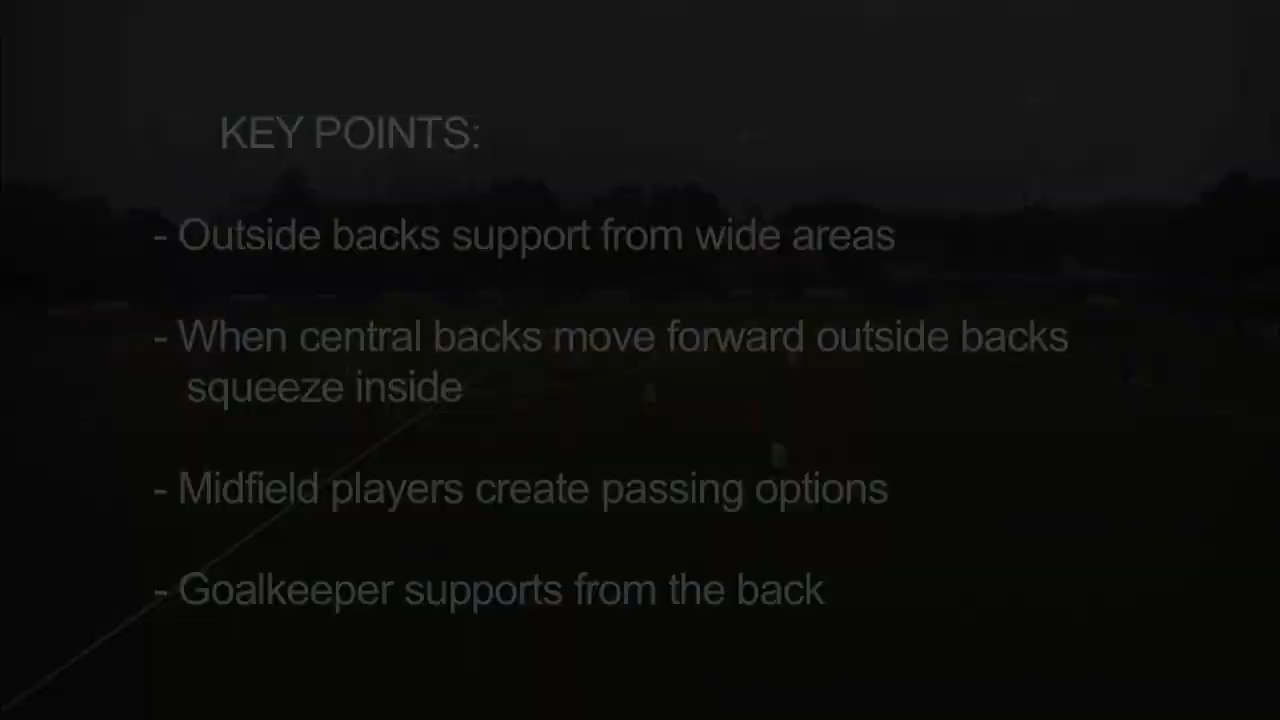 KEY POINTS:
- Outside backs support from wide areas
- When central backs move forward outside backs
squeeze inside
- Midfield players create passing options
- Goalkeeper supports from the back